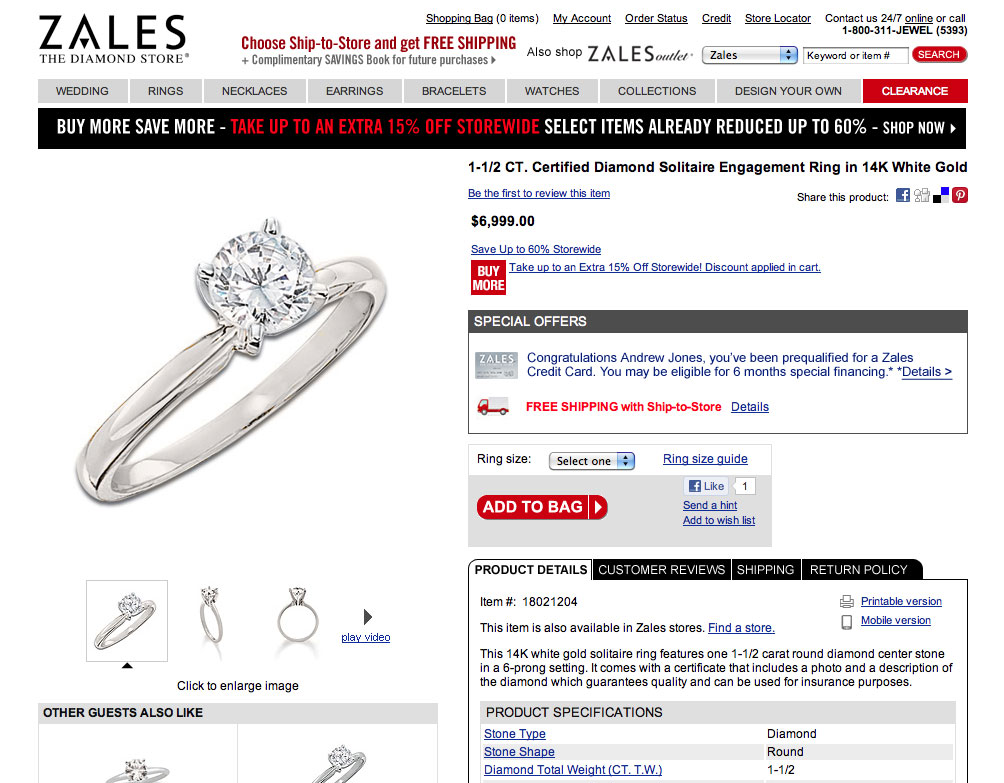 ZALES
THE DIAMOND STORE®
Shopping Bag (0 items) My Account Order Status Credit Store Locator Contact us 24/7 online or call
1-800-311-JEWEL (5393)
Choose Ship-to-Store and get FREE SHIPPING
+ Complimentary SAVINGS Book for future purchases
Also shop ZALES outlet
Zales
Keyword or item #
SEARCH
WEDDING RINGS NECKLACES EARRINGS BRACELETS WATCHES COLLECTIONS DESIGN YOUR OWN CLEARANCE
BUY MORE SAVE MORE - TAKE UP TO AN EXTRA 15% OFF STOREWIDE SELECT ITEMS ALREADY REDUCED UP TO 60% - SHOP NOW
1-1/2 CT. Certified Diamond Solitaire Engagement Ring in 14K White Gold
Be the first to review this item
Share this product:
$6,999.00
Save Up to 60% Storewide
BUY
MORE
Take up to an Extra 15% Off Storewide! Discount applied in cart.
SPECIAL OFFERS
ZALES
Congratulations Andrew Jones, you've been prequalified for a Zales
Credit Card. You may be eligible for 6 months special financing.* *Details >
FREE SHIPPING with Ship-to-Store Details
Ring size: Select one Ring size guide
Like 1
ADD TO BAG
Send a hint
Add to wish list
play video
Click to enlarge image
OTHER GUESTS ALSO LIKE
PRODUCT DETAILS CUSTOMER REVIEWS SHIPPING RETURN POLICY
Item #: 18021204
Printable version
Mobile version
This item is also available in Zales stores. Find a store.
This 14K white gold solitaire ring features one 1-1/2 carat round diamond center stone
in a 6-prong setting. It comes with a certificate that includes a photo and a description of
the diamond which guarantees quality and can be used for insurance purposes.
PRODUCT SPECIFICATIONS
Stone Type Diamond
Stone Shape Round
Diamond Total Weight (CT. T.W.) 1-1/2